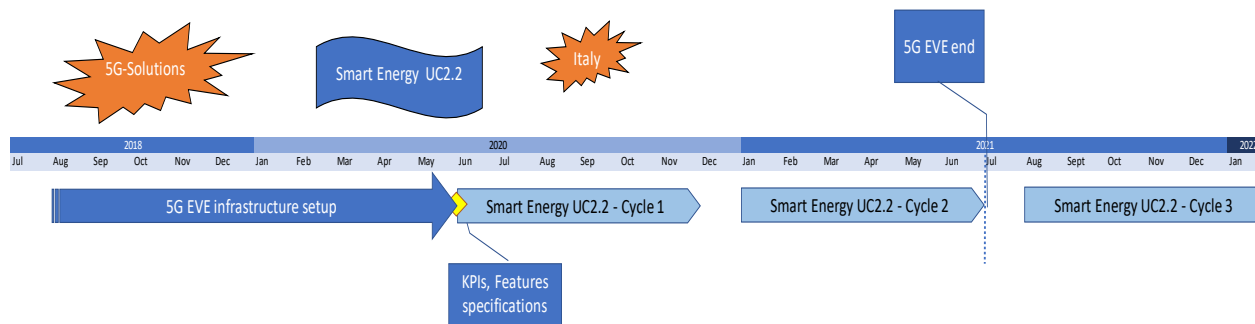 5G-Solutions
Smart Energy UC2.2
Italy
5G EVE end
2018
2020
2021
2022
Jul Aug Sep Oct Nov Dec Jan Feb Mar Apr May Jun Jul Aug Sep Oct Nov Dec Jan Feb Mar Apr May Jun Jul Aug Sept Oct Nov Dec Jan
5G EVE infrastructure setup
Smart Energy UC2.2 - Cycle 1
Smart Energy UC2.2 - Cycle 2
Smart Energy UC2.2 - Cycle 3
KPIs, Features
specifications